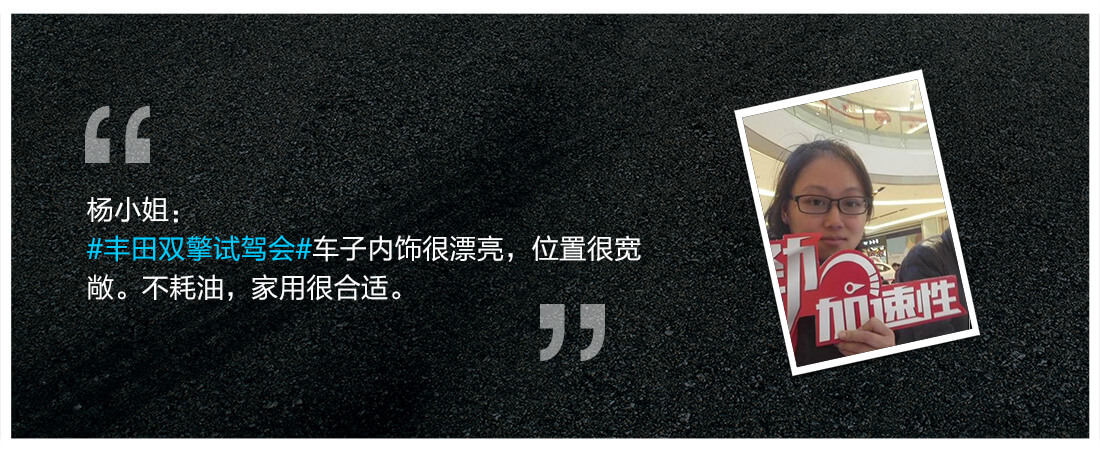 杨小姐：
#丰田双擎试驾会#车子内饰很漂亮，位置很宽
敞。不耗油，家用很合适。
劲
加速性